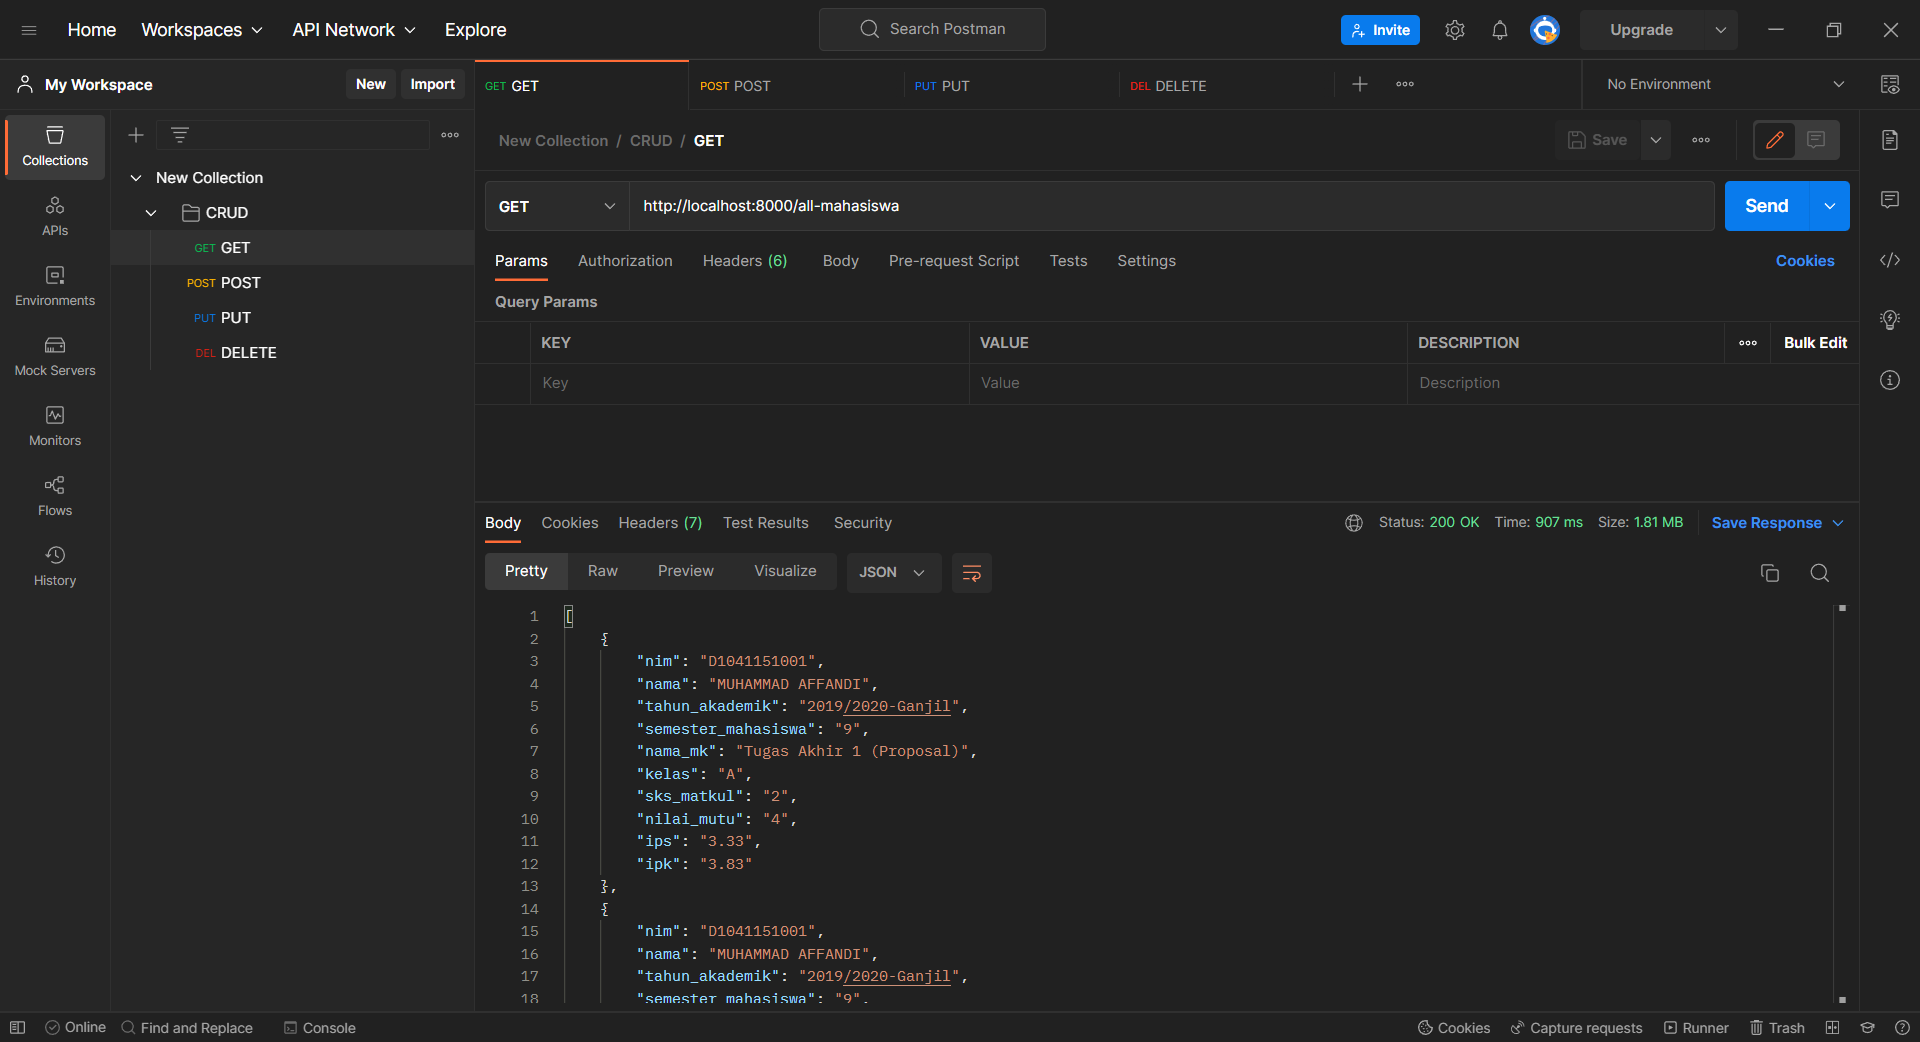 Home Workspaces API Network Explore Search Postman Invite Upgrade
My Workspace New Import GET GET POST POST PUT PUT DEL DELETE No Environment
Collections
APIs
Environments
Mock Servers
Monitors
Flows
History
New Collection
CRUD
GET GET
POST POST
PUT PUT
DEL DELETE
New Collection / CRUD / GET Save
GET http://localhost:8000/all-mahasiswa Send
Params Authorization Headers (6) Body Pre-request Script Tests Settings Cookies
Query Params
KEY VALUE DESCRIPTION Bulk Edit
Key Value Description
Body Cookies Headers (7) Test Results Security Status: 200 OK Time: 907 ms Size: 1.81 MB Save Response
Pretty Raw Preview Visualize JSON
1 [
2 {
3 "nim": "D1041151001",
4 "nama": "MUHAMMAD AFFANDI",
5 "tahun_akademik": "2019/2020-Ganjil",
6 "semester_mahasiswa": "9",
7 "nama_mk": "Tugas Akhir 1 (Proposal)",
8 "kelas": "A",
9 "sks_matkul": "2",
10 "nilai_mutu": "4",
11 "ips": "3.33",
12 "ipk": "3.83"
13 },
14 {
15 "nim": "D1041151001",
16 "nama": "MUHAMMAD AFFANDI",
17 "tahun_akademik": "2019/2020-Ganjil",
18 "semester_mahasiswa": "9",
Online Find and Replace Console Cookies Capture requests Runner Trash